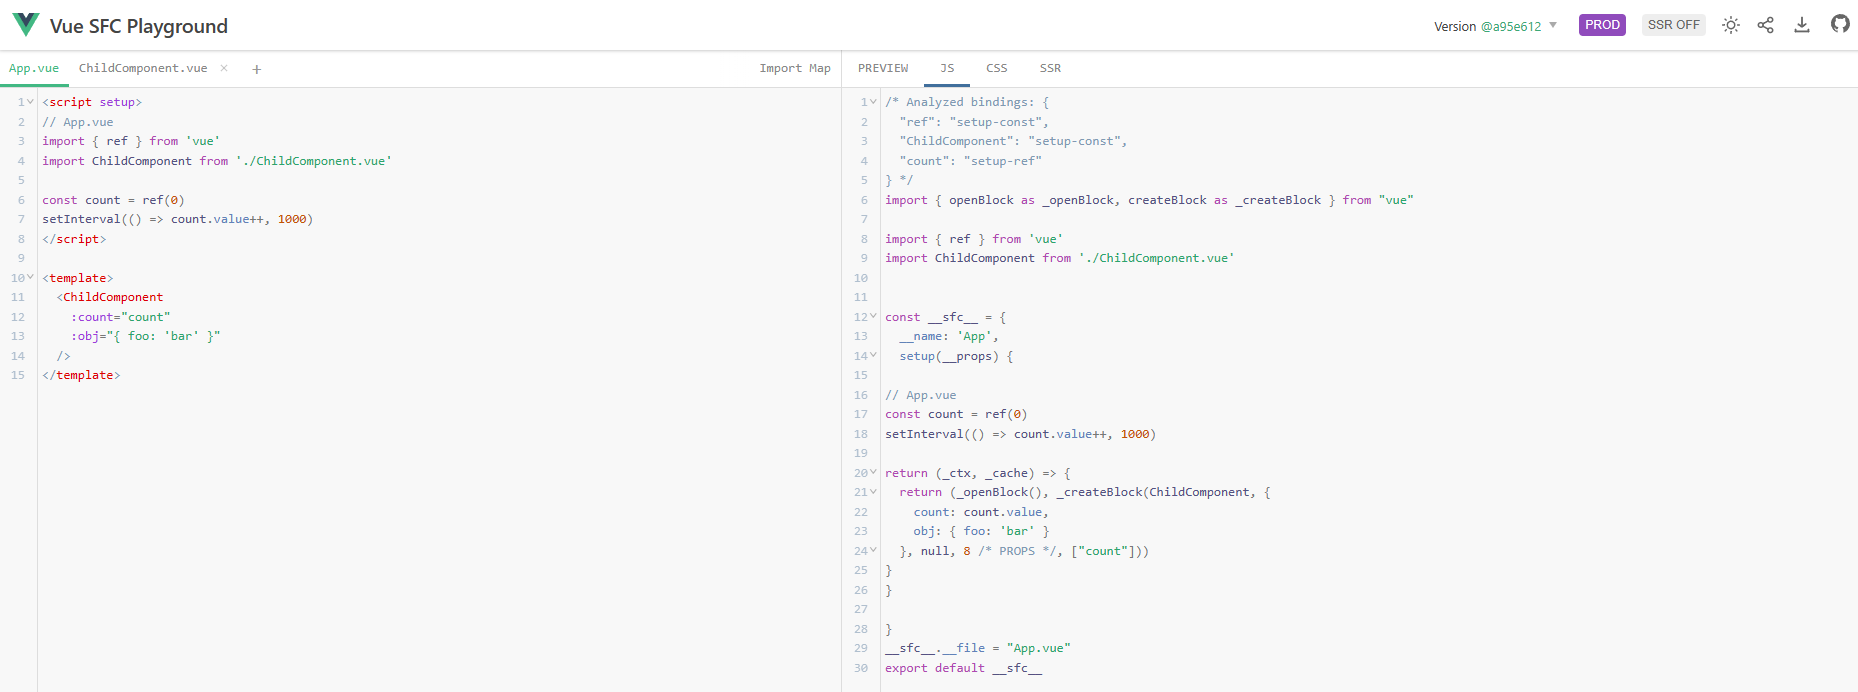 Vue SFC Playground
Version @a95e612
PROD
SSR OFF
App.vue
ChildComponent.vue ×
+
Import Map
1 <script setup>
2 // App.vue
3 import { ref } from 'vue'
4 import ChildComponent from './ChildComponent.vue'
5
6 const count = ref(0)
7 setInterval(() => count.value++, 1000)
8 </script>
9
10 <template>
11   <ChildComponent
12     :count="count"
13     :obj="{ foo: 'bar' }"
14   />
15 </template>
PREVIEW JS CSS SSR
1 /* Analyzed bindings: {
2   "ref": "setup-const",
3   "ChildComponent": "setup-const",
4   "count": "setup-ref"
5 } */
6 import { openBlock as _openBlock, createBlock as _createBlock } from "vue"
7
8 import { ref } from 'vue'
9 import ChildComponent from './ChildComponent.vue'
10
11
12 const __sfc__ = {
13   __name: 'App',
14   setup(__props) {
15
16 // App.vue
17 const count = ref(0)
18 setInterval(() => count.value++, 1000)
19
20 return (_ctx, _cache) => {
21   return (_openBlock(), _createBlock(ChildComponent, {
22     count: count.value,
23     obj: { foo: 'bar' }
24   }, null, 8 /* PROPS */, ["count"]))
25 }
26 }
27
28 }
29 __sfc__.__file = "App.vue"
30 export default __sfc__